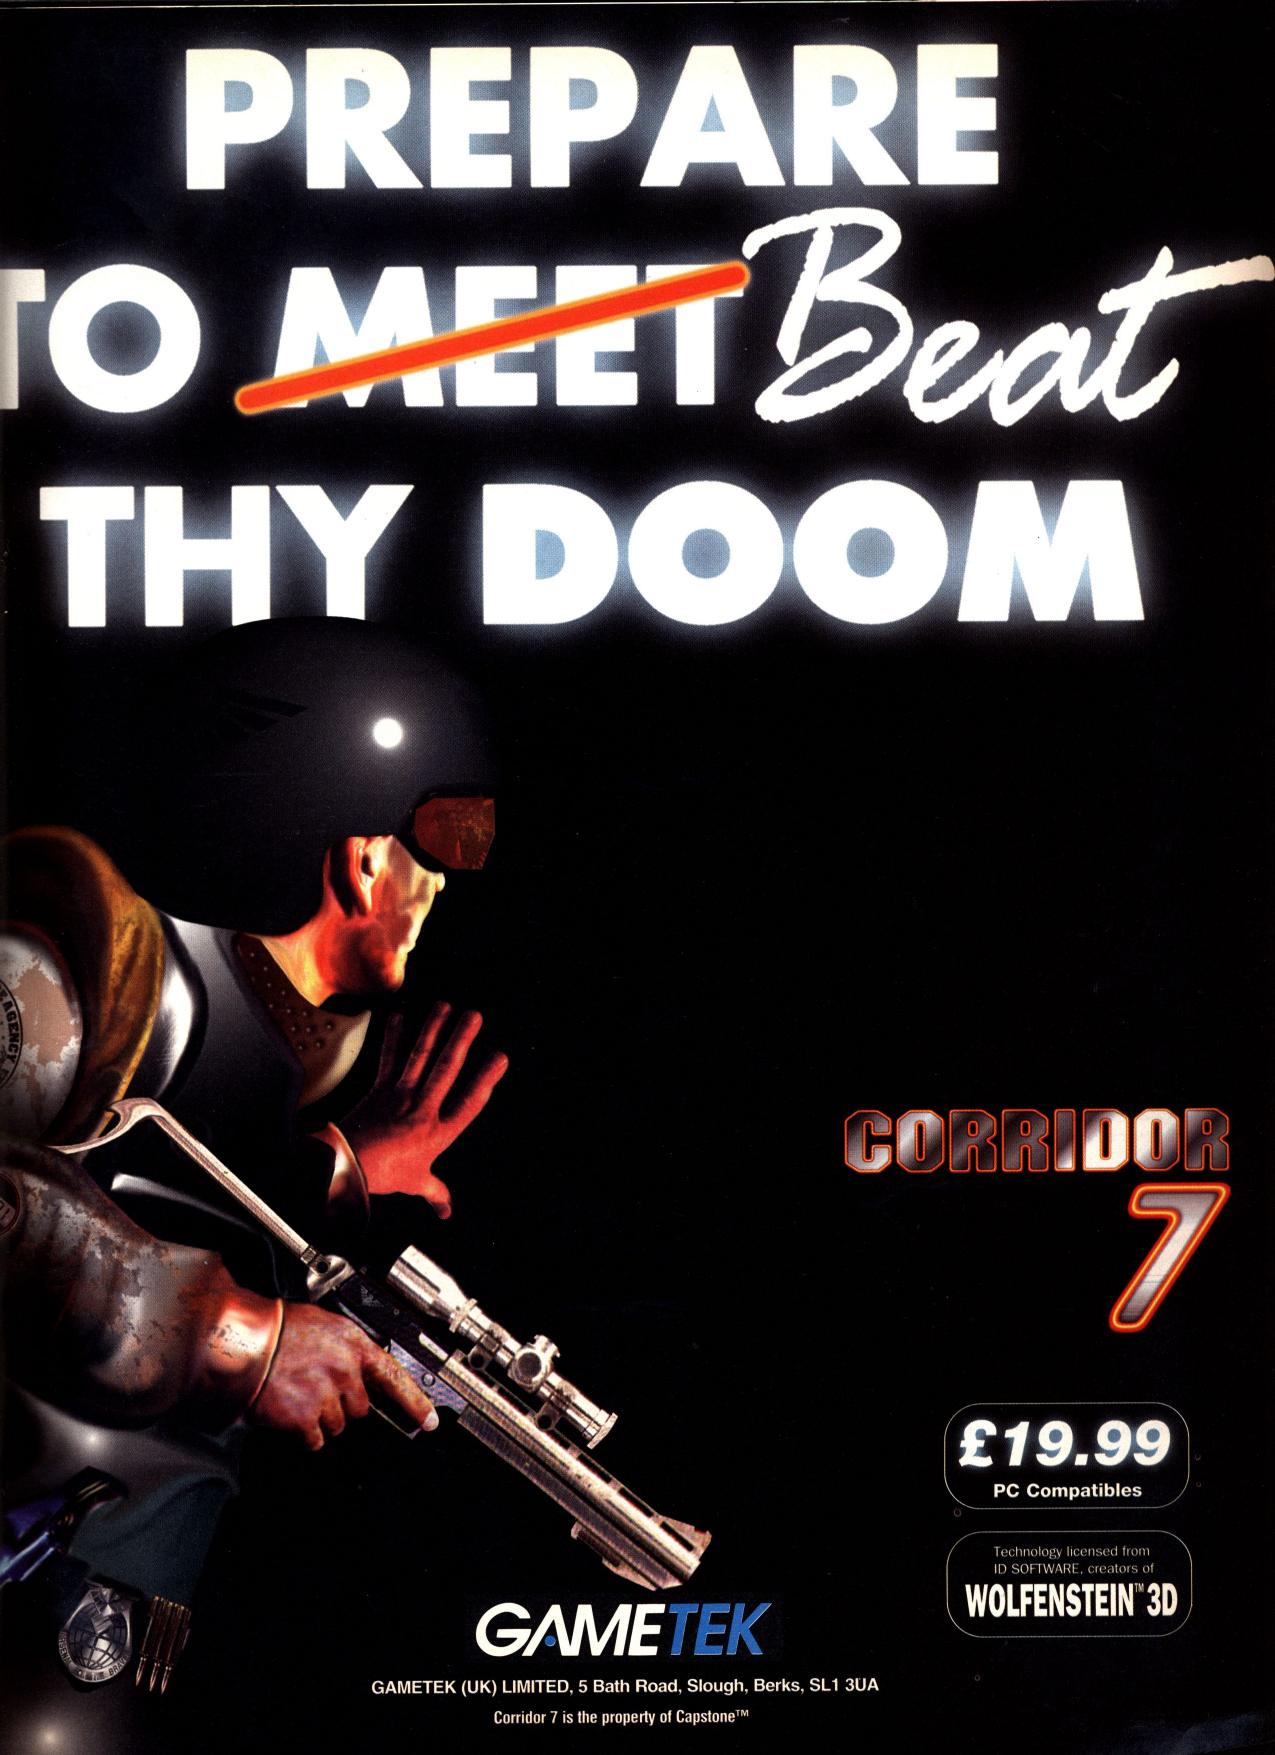 PREPARE
TO MEET Beat
THY DOOM
CORRIDOR
7
£19.99
PC Compatibles
Technology licensed from
ID SOFTWARE, creators of
WOLFENSTEIN™ 3D
GAMETEK
GAMETEK (UK) LIMITED, 5 Bath Road, Slough, Berks, SL1 3UA
Corridor 7 is the property of Capstone™